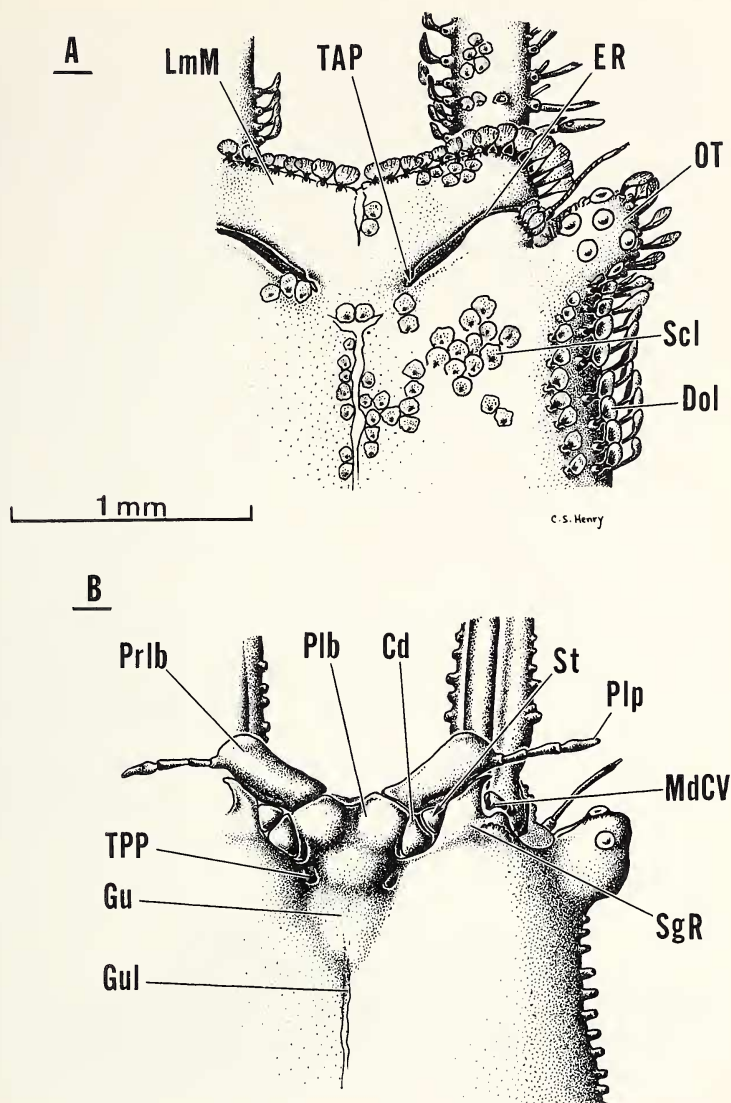 A
LmM
TAP
ER
OT
Scl
Dol
1 mm
C.S. Henry
B
Prlb
Plb
Cd
St
Plp
MdCV
TPP
Gu
SgR
Gul